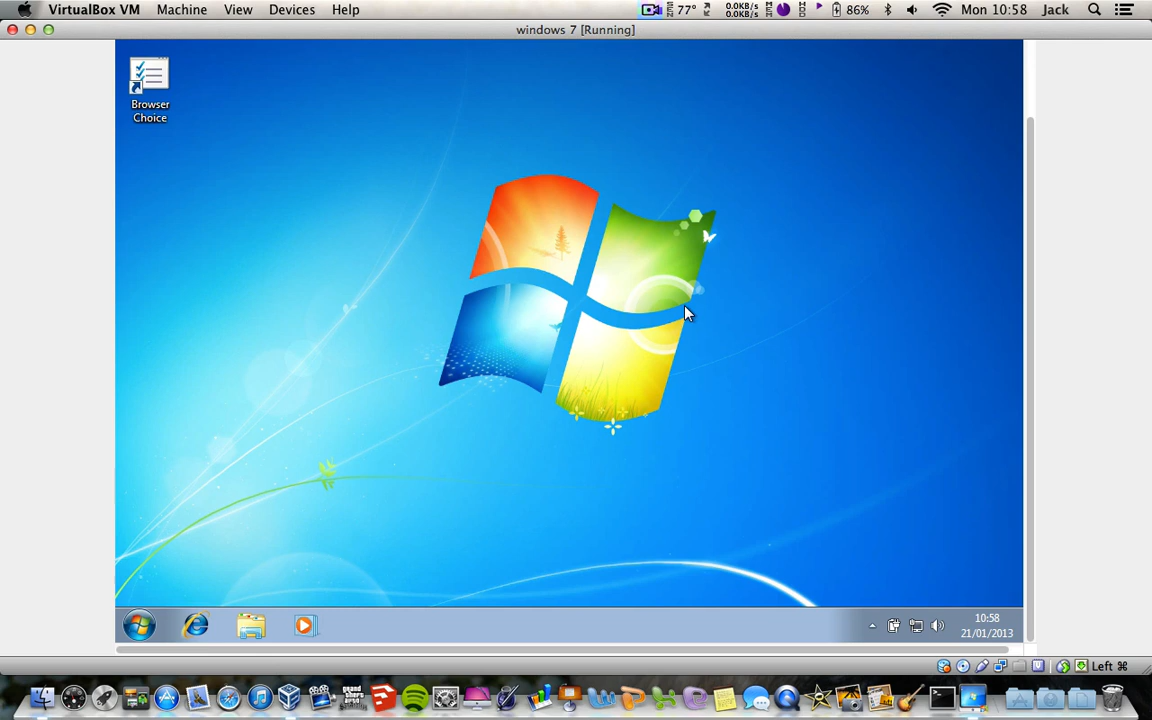 VirtualBox VM Machine View Devices Help 77° 0.0KB/s 0.0KB/s 86% Mon 10:58 Jack
windows 7 [Running]
Browser
Choice
10:58
21/01/2013
Left ⌘